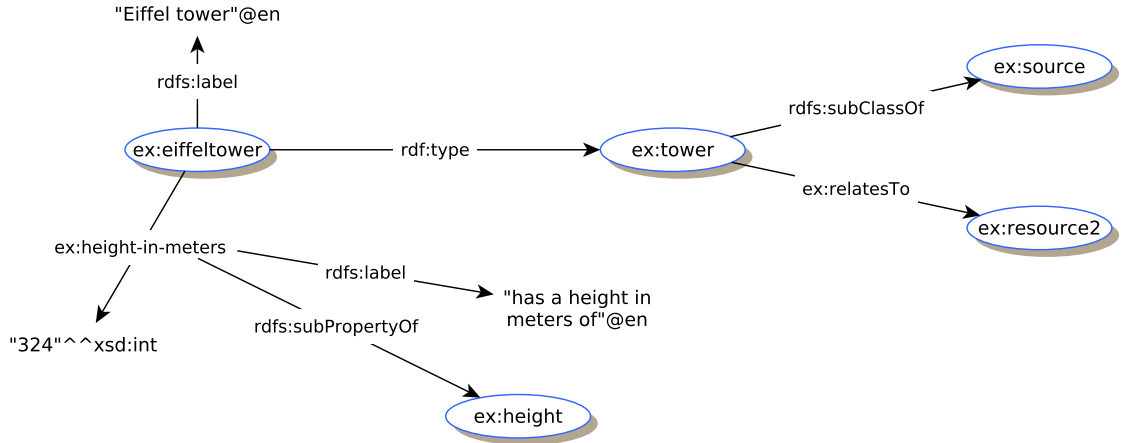 "Eiffel tower"@en
rdfs:label
ex:source
rdfs:subClassOf
ex:eiffeltower
rdf:type
ex:tower
ex:relatesTo
ex:resource2
ex:height-in-meters
rdfs:label
"has a height in
meters of"@en
rdfs:subPropertyOf
"324"^^xsd:int
ex:height